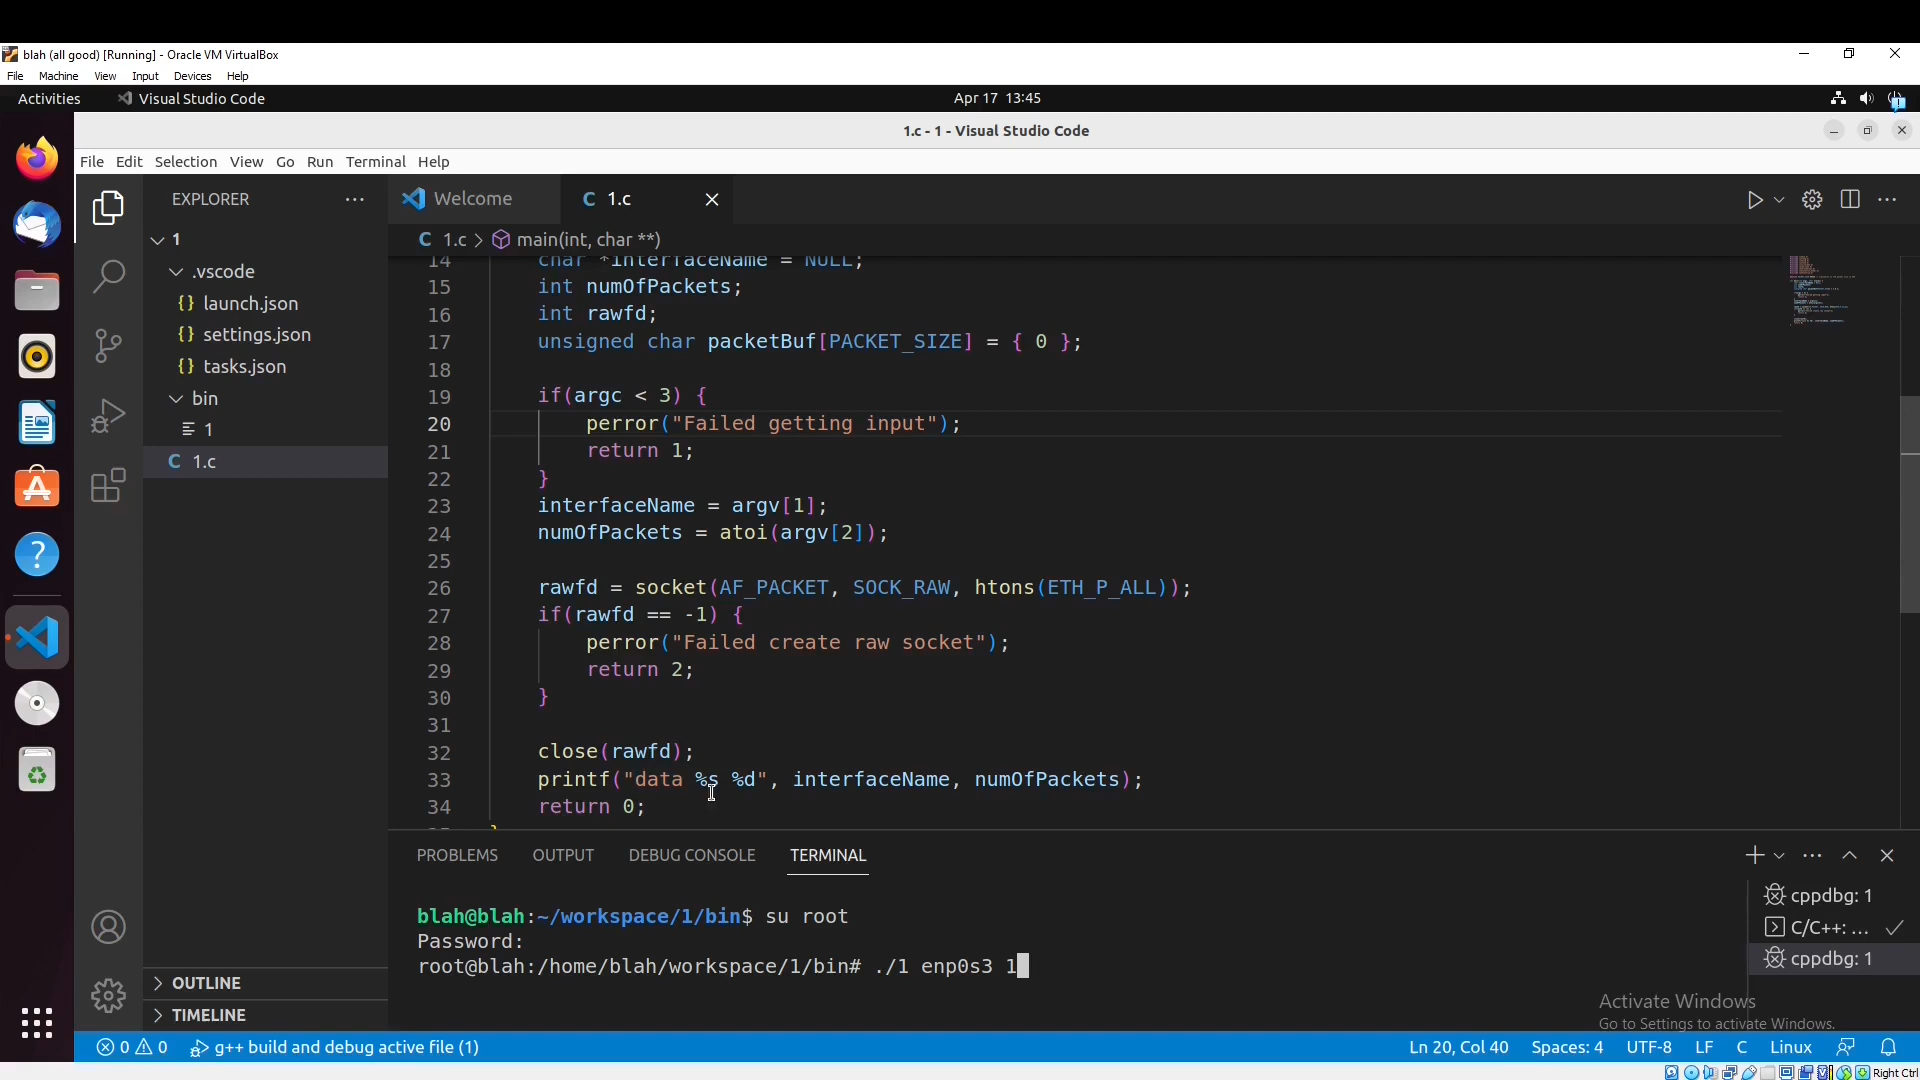 blah (all good) [Running] - Oracle VM VirtualBox
File Machine View Input Devices Help
Activities Visual Studio Code Apr 17 13:45
1.c - 1 - Visual Studio Code
File Edit Selection View Go Run Terminal Help
EXPLORER ··· Welcome C 1.c
C 1.c > main(int, char **)
1
.vscode
{} launch.json
{} settings.json
{} tasks.json
bin
1
C 1.c
OUTLINE
TIMELINE
14 char *interfaceName = NULL;
15 int numOfPackets;
16 int rawfd;
17 unsigned char packetBuf[PACKET_SIZE] = { 0 };
18
19 if(argc < 3) {
20 perror("Failed getting input");
21 return 1;
22 }
23 interfaceName = argv[1];
24 numOfPackets = atoi(argv[2]);
25
26 rawfd = socket(AF_PACKET, SOCK_RAW, htons(ETH_P_ALL));
27 if(rawfd == -1) {
28 perror("Failed create raw socket");
29 return 2;
30 }
31
32 close(rawfd);
33 printf("data %s %d", interfaceName, numOfPackets);
34 return 0;
PROBLEMS OUTPUT DEBUG CONSOLE TERMINAL
blah@blah:~/workspace/1/bin$ su root
Password:
root@blah:/home/blah/workspace/1/bin# ./1 enp0s3 1
cppdbg: 1
C/C++: ...
cppdbg: 1
Activate Windows
Go to Settings to activate Windows.
0 0 g++ build and debug active file (1) Ln 20, Col 40 Spaces: 4 UTF-8 LF C Linux
Right Ctrl